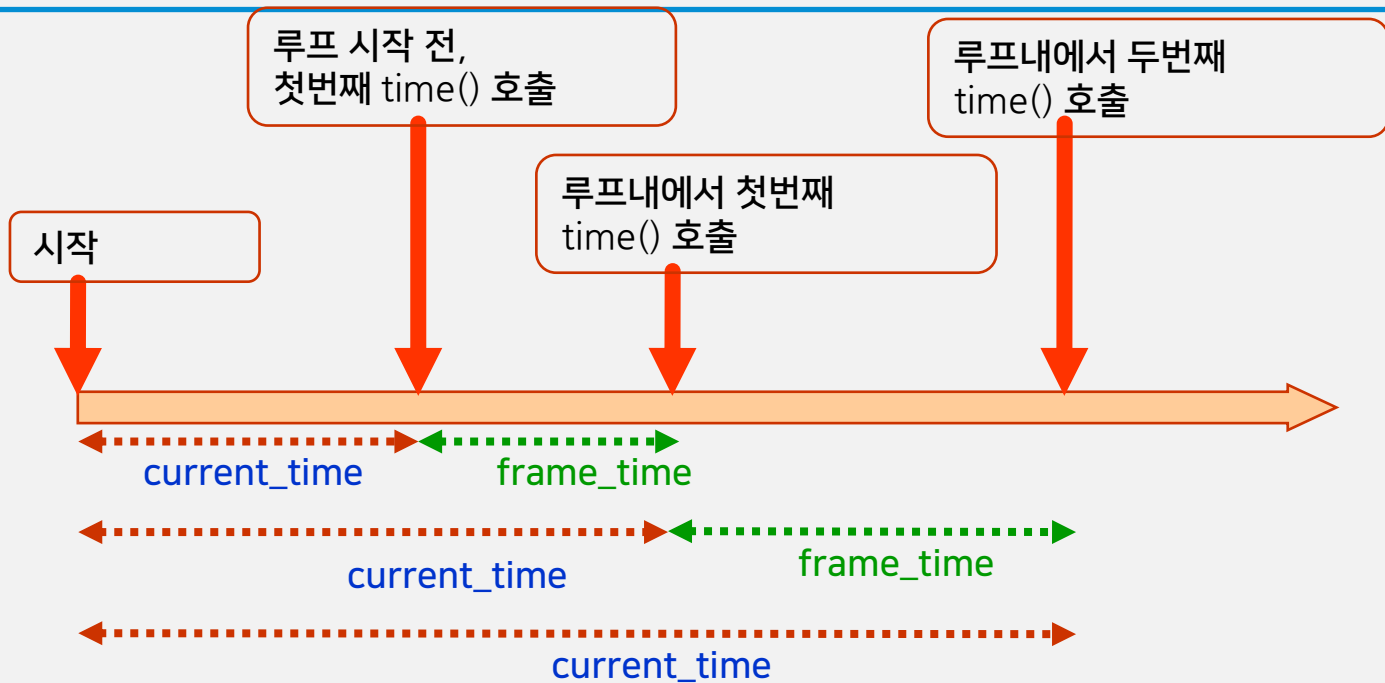 루프 시작 전,
첫번째 time() 호출
루프내에서 두번째
time() 호출
루프내에서 첫번째
time() 호출
시작
current_time
frame_time
current_time
frame_time
current_time